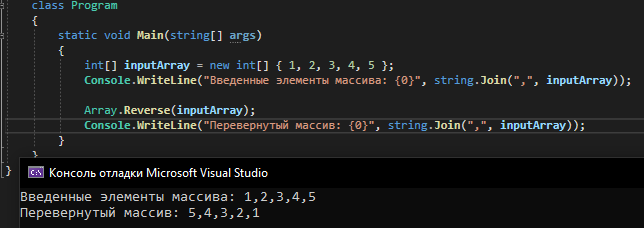 class Program
{
static void Main(string[] args)
{
int[] inputArray = new int[] { 1, 2, 3, 4, 5 };
Console.WriteLine("Введенные элементы массива: {0}", string.Join(",", inputArray));
Array.Reverse(inputArray);
Console.WriteLine("Перевернутый массив: {0}", string.Join(",", inputArray));
}
}
}
C:\ Консоль отладки Microsoft Visual Studio
Введенные элементы массива: 1,2,3,4,5
Перевернутый массив: 5,4,3,2,1